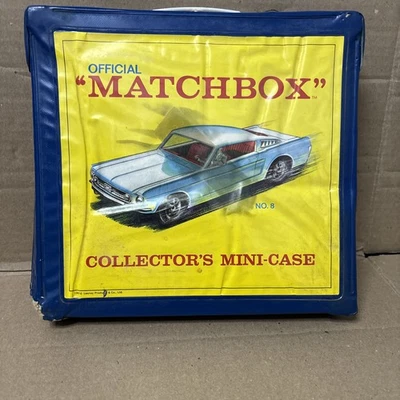 OFFICIAL
"MATCHBOX"
NO. 8
COLLECTOR'S MINI-CASE